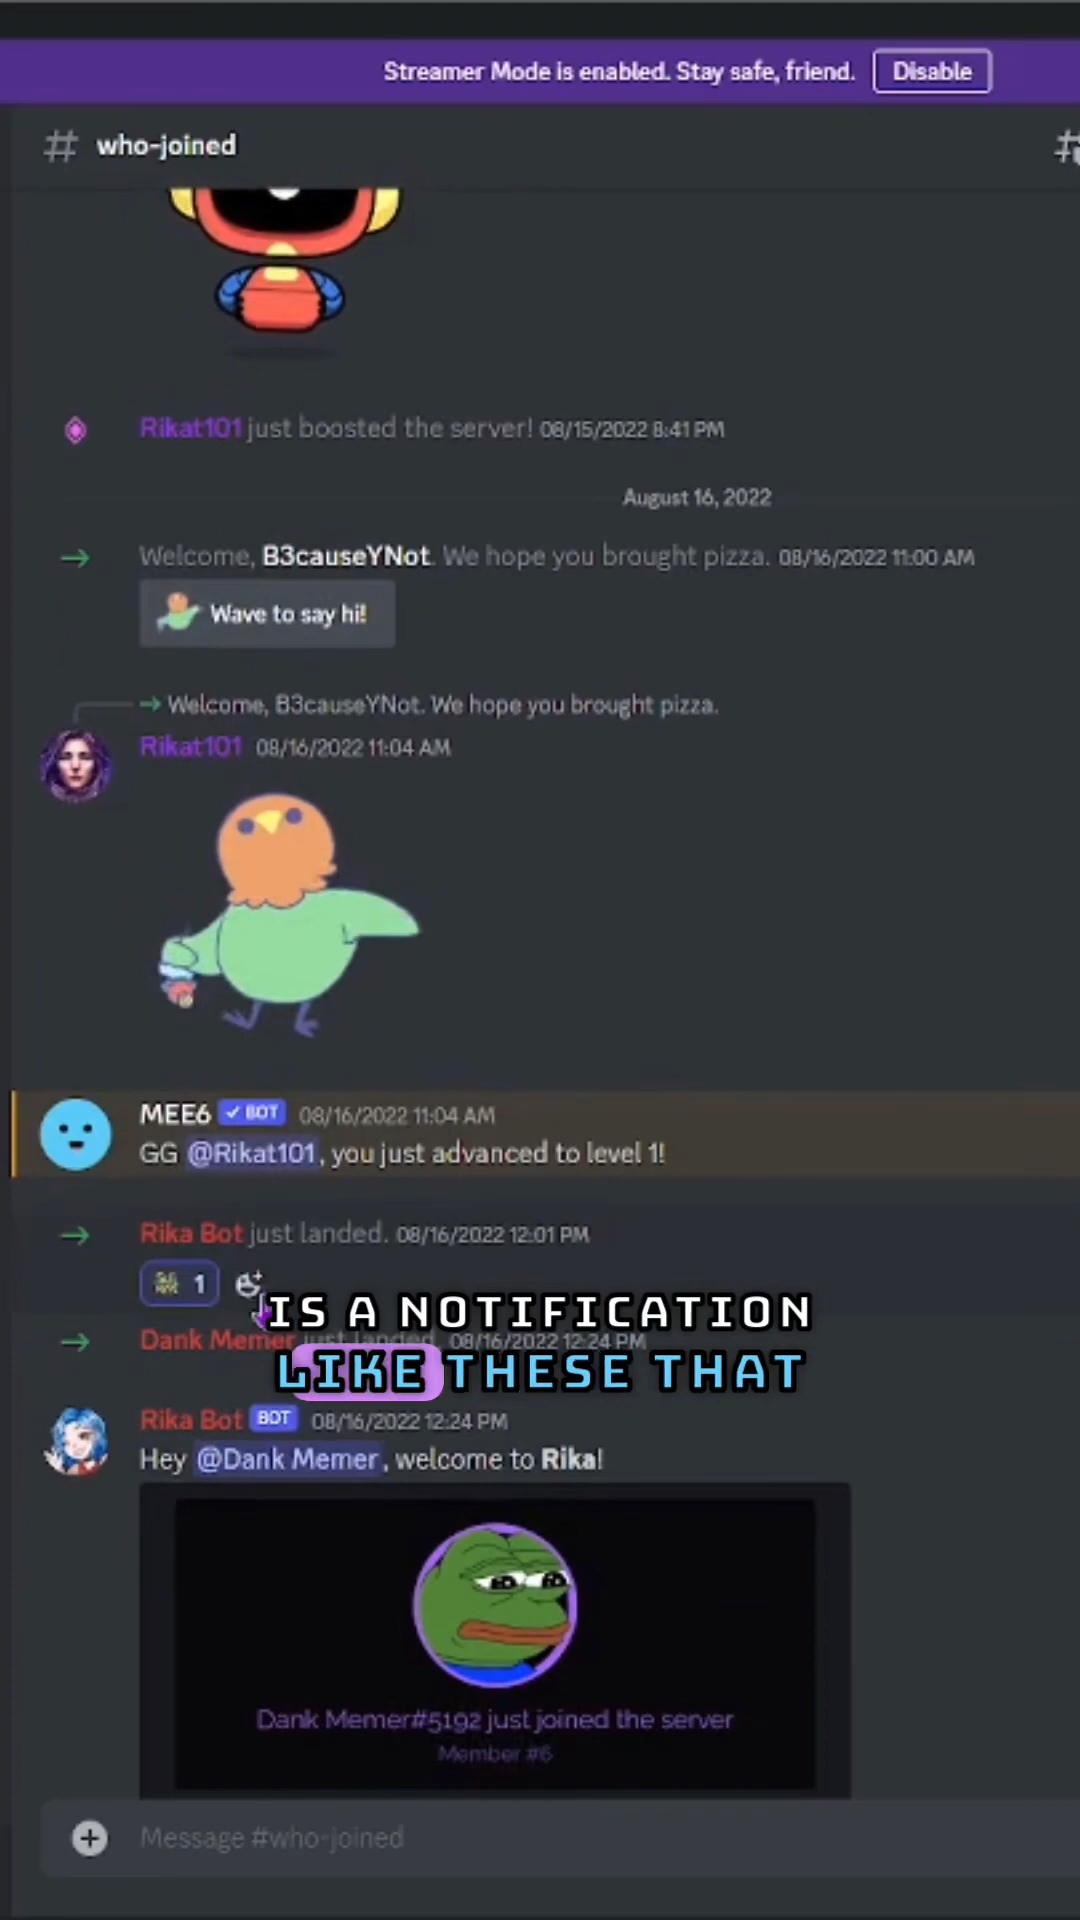 Streamer Mode is enabled. Stay safe, friend. Disable
# who-joined
Rikat101 just boosted the server! 08/15/2022 8:41 PM
August 16, 2022
Welcome, B3causeYNot. We hope you brought pizza. 08/16/2022 11:00 AM
Wave to say hi!
Welcome, B3causeYNot. We hope you brought pizza.
Rikat101 08/16/2022 11:04 AM
MEE6 ✓ BOT 08/16/2022 11:04 AM
GG @Rikat101, you just advanced to level 1!
Rika Bot just landed. 08/16/2022 12:01 PM
1
IS A NOTIFICATION
Dank Memer just landed. 08/16/2022 12:24 PM
LIKE THESE THAT
Rika Bot BOT 08/16/2022 12:24 PM
Hey @Dank Memer, welcome to Rika!
Dank Memer#5192 just joined the server
Member #6
Message #who-joined